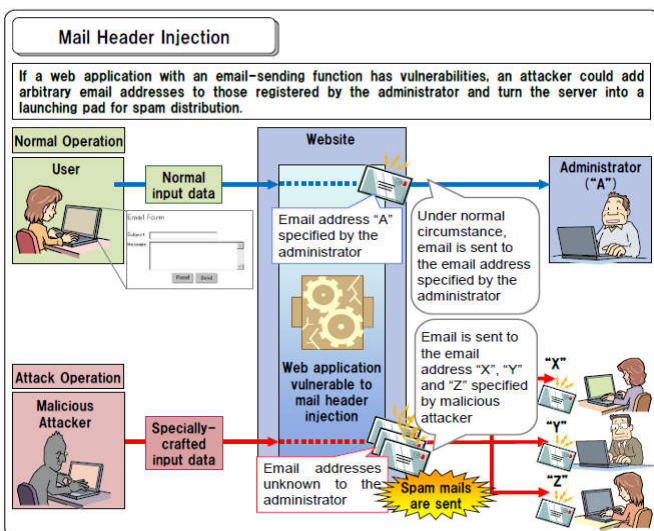 Mail Header Injection
If a web application with an email-sending function has vulnerabilities, an attacker could add
arbitrary email addresses to those registered by the administrator and turn the server into a
launching pad for spam distribution.
Normal Operation
User
Normal
input data
Website
Administrator
("A")
Email Form
Subject
Message
Reset Send
Email address "A"
specified by the
administrator
Under normal
circumstance,
email is sent to
the email address
specified by the
administrator
Web application
vulnerable to
mail header
injection
Email is sent to
the email
address "X", "Y"
and "Z" specified
by malicious
attacker
Attack Operation
Malicious
Attacker
Specially-
crafted
input data
Email addresses
unknown to the
administrator
Spam mails
are sent
"X"
"Y"
"Z"